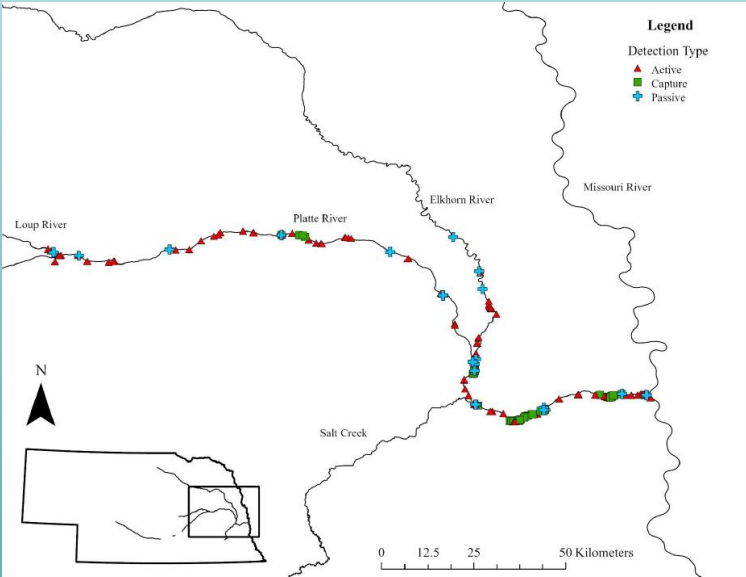 Legend
Detection Type
Active
Capture
Passive
Missouri River
Elkhorn River
Platte River
Loup River
N
Salt Creek
0 12.5 25 50 Kilometers